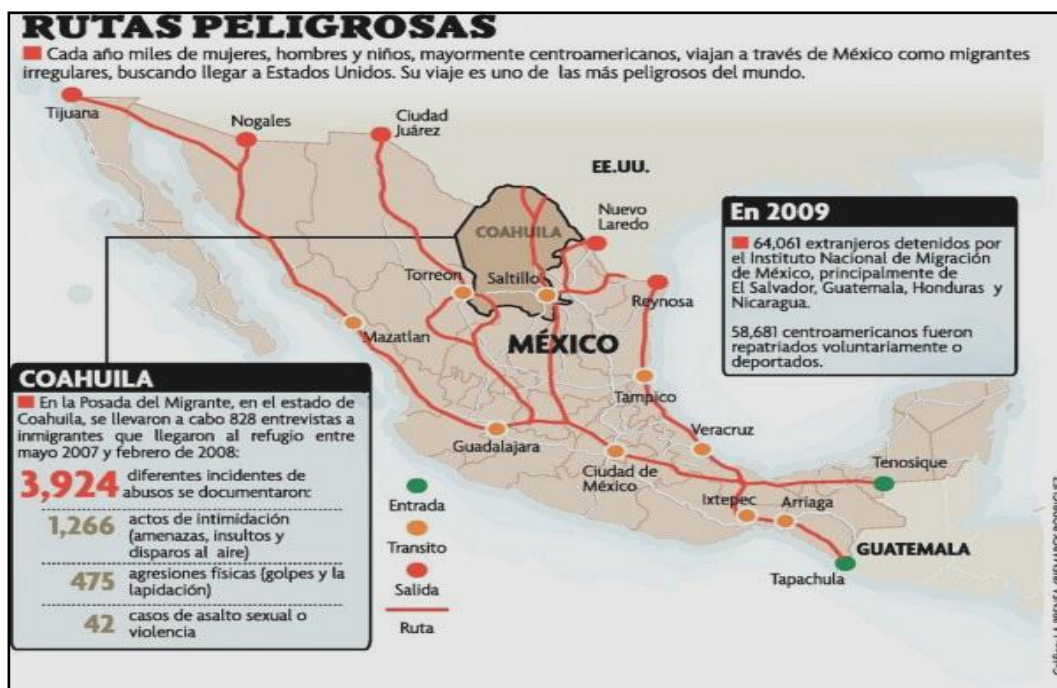 RUTAS PELIGROSAS
Cada año miles de mujeres, hombres y niños, mayormente centroamericanos, viajan a través de México como migrantes
irregulares, buscando llegar a Estados Unidos. Su viaje es uno de las más peligrosos del mundo.
Tijuana
Nogales
Ciudad
Juárez
EE.UU.
COAHUILA
Nuevo
Laredo
Torreon
Saltillo
Reynosa
Mazatlan
MÉXICO
Tampico
Guadalajara
Veracruz
Ciudad de
México
Tenosique
Ixtepec
Arriaga
GUATEMALA
Tapachula
En 2009
64,061 extranjeros detenidos por
el Instituto Nacional de Migración
de México, principalmente de
El Salvador, Guatemala, Honduras y
Nicaragua.
58,681 centroamericanos fueron
repatriados voluntariamente o
deportados.
COAHUILA
En la Posada del Migrante, en el estado de
Coahuila, se llevaron a cabo 828 entrevistas a
inmigrantes que llegaron al refugio entre
mayo 2007 y febrero de 2008:
3,924 diferentes incidentes de
abusos se documentaron:
1,266 actos de intimidación
(amenazas, insultos y
disparos al aire)
475 agresiones físicas (golpes y la
lapidación)
42 casos de asalto sexual o
violencia
Entrada
Transito
Salida
Ruta